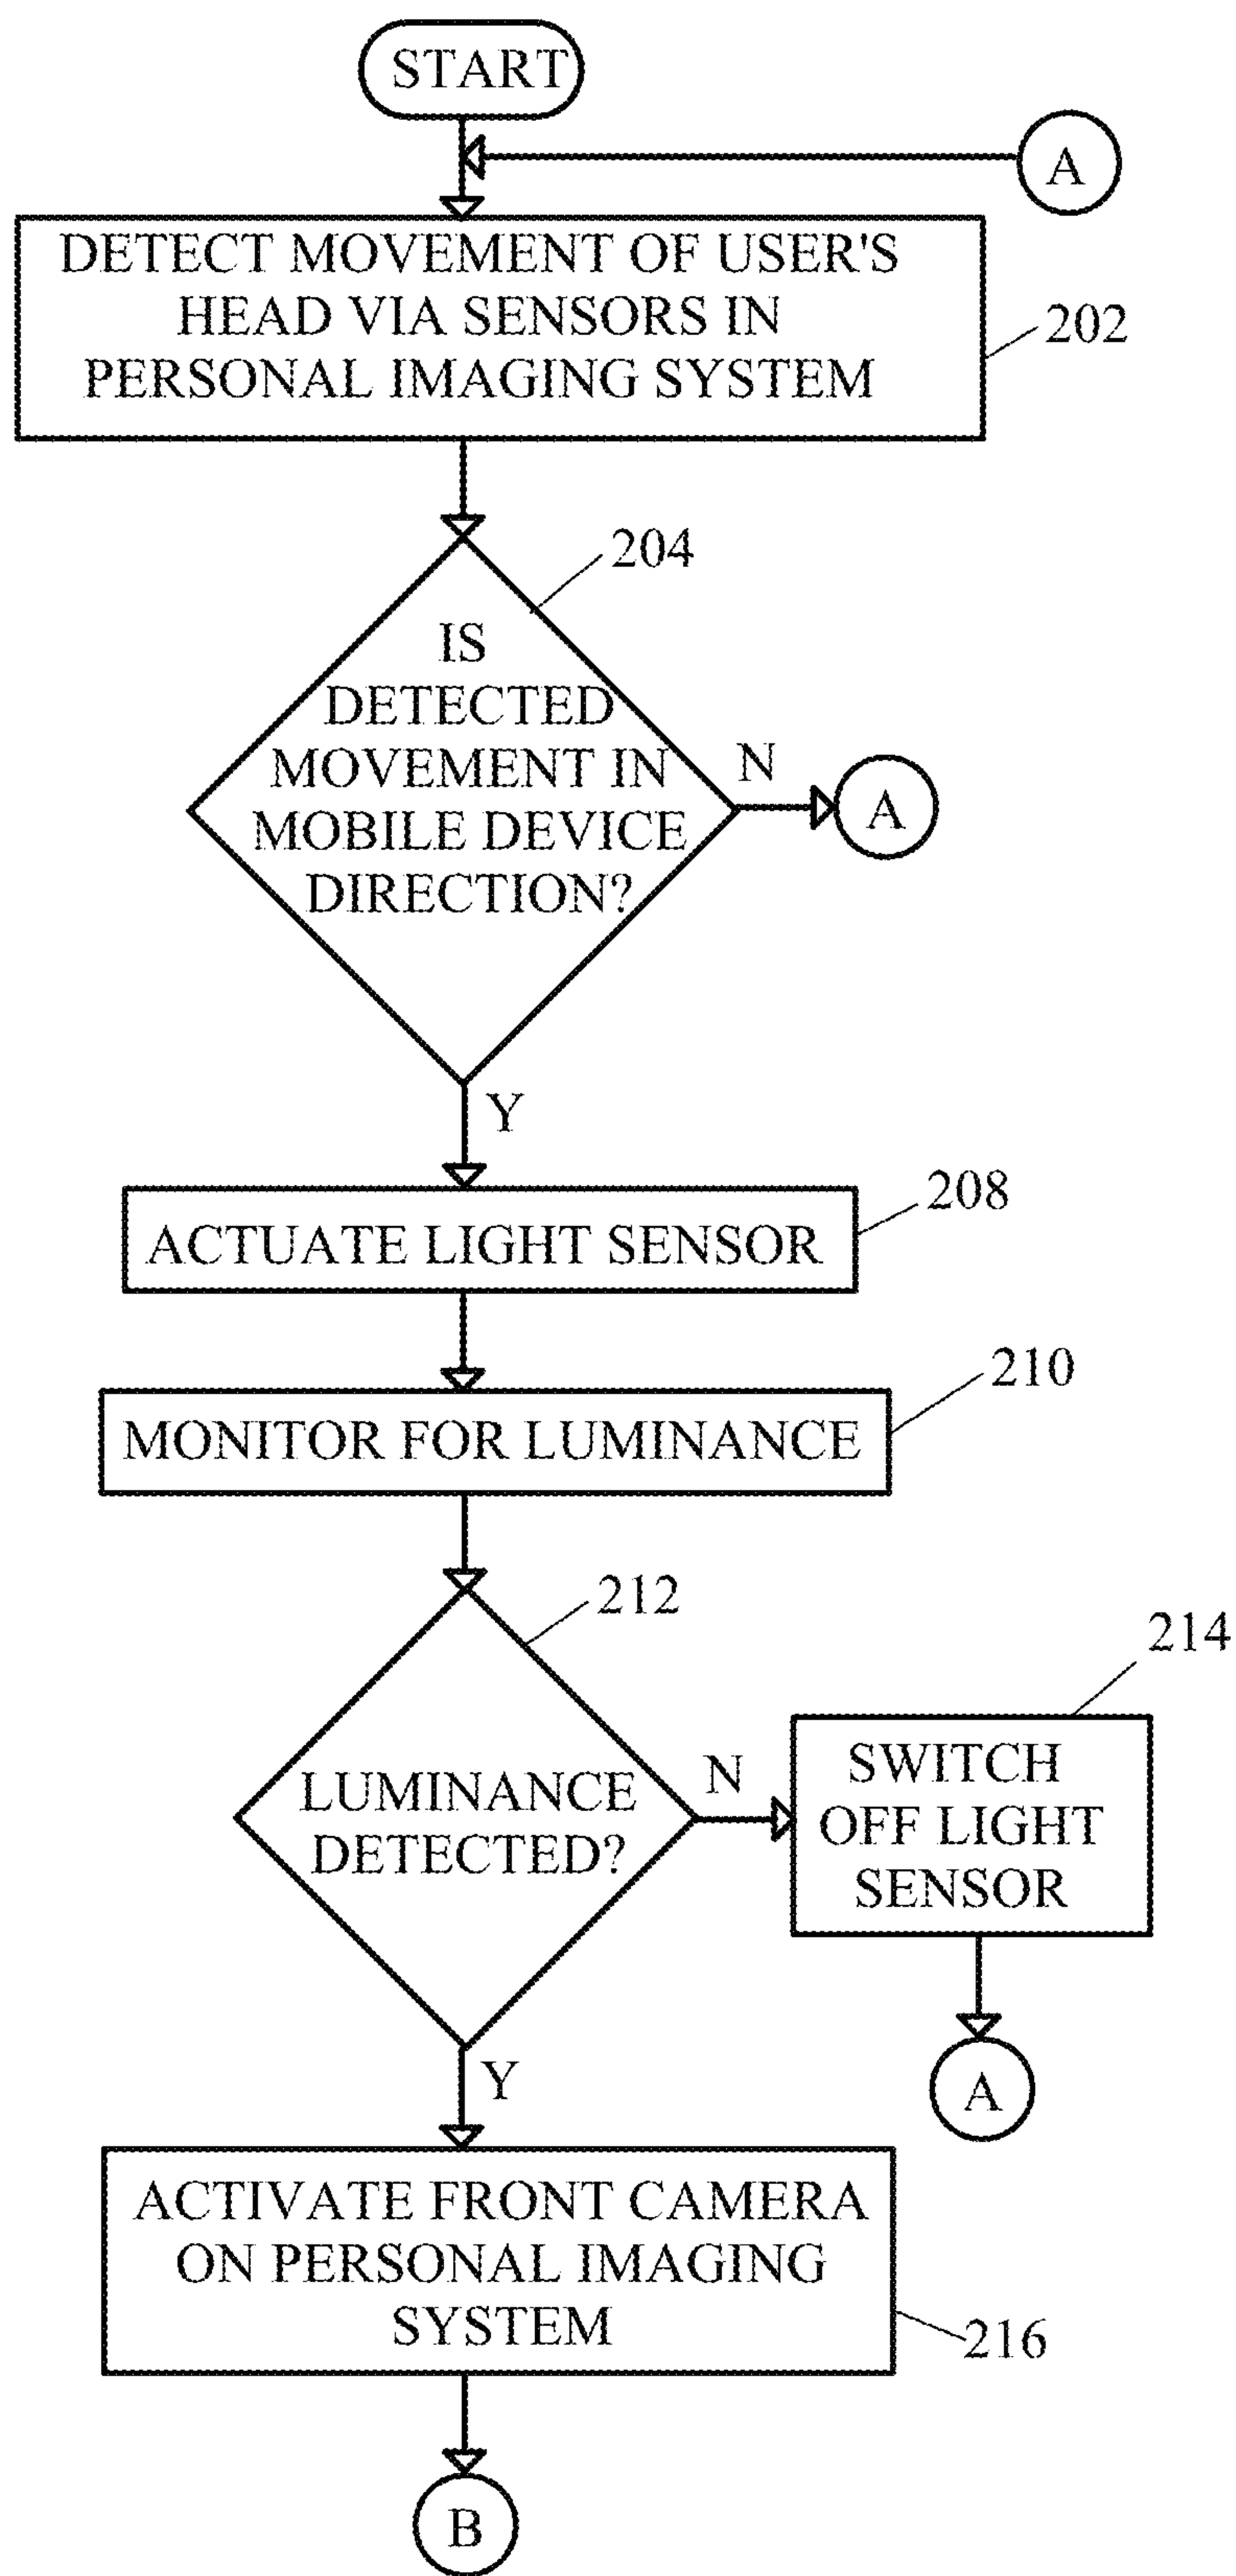 START
A
DETECT MOVEMENT OF USER'S
HEAD VIA SENSORS IN
PERSONAL IMAGING SYSTEM
202
204
IS
DETECTED
MOVEMENT IN
MOBILE DEVICE
DIRECTION?
N
A
Y
208
ACTUATE LIGHT SENSOR
210
MONITOR FOR LUMINANCE
212
LUMINANCE
DETECTED?
N
214
SWITCH
OFF LIGHT
SENSOR
A
Y
ACTIVATE FRONT CAMERA
ON PERSONAL IMAGING
SYSTEM
216
B